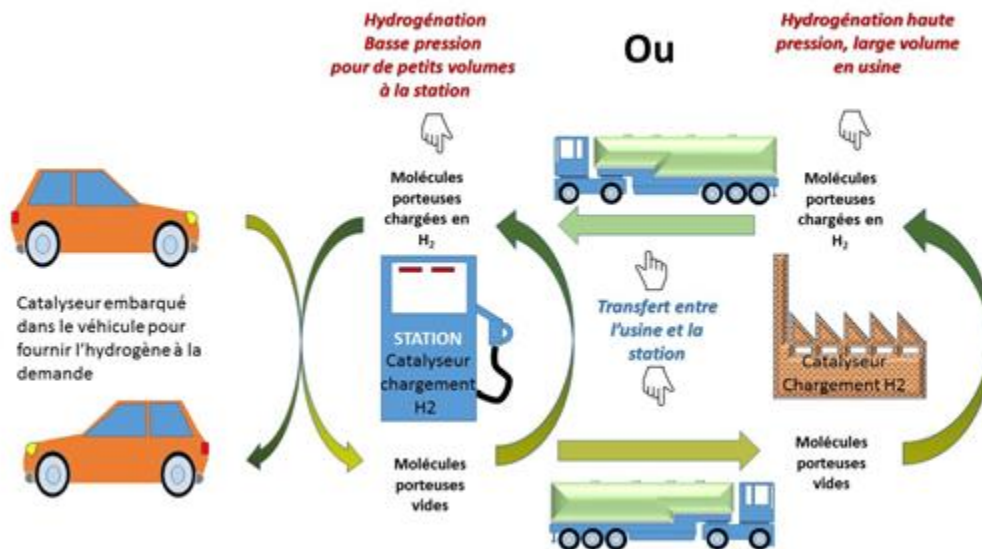 Hydrogénation
Basse pression
pour de petits volumes
à la station
Ou
Hydrogénation haute
pression, large volume
en usine
Molécules
porteuses
chargées en
H₂
Molécules
porteuses
chargées en
H₂
Catalyseur embarqué
dans le véhicule pour
fournir l'hydrogène à la
demande
STATION
Catalyseur
chargement
H2
Transfert entre
l'usine et la
station
Catalyseur
Chargement H2
Molécules
porteuses
vides
Molécules
porteuses
vides